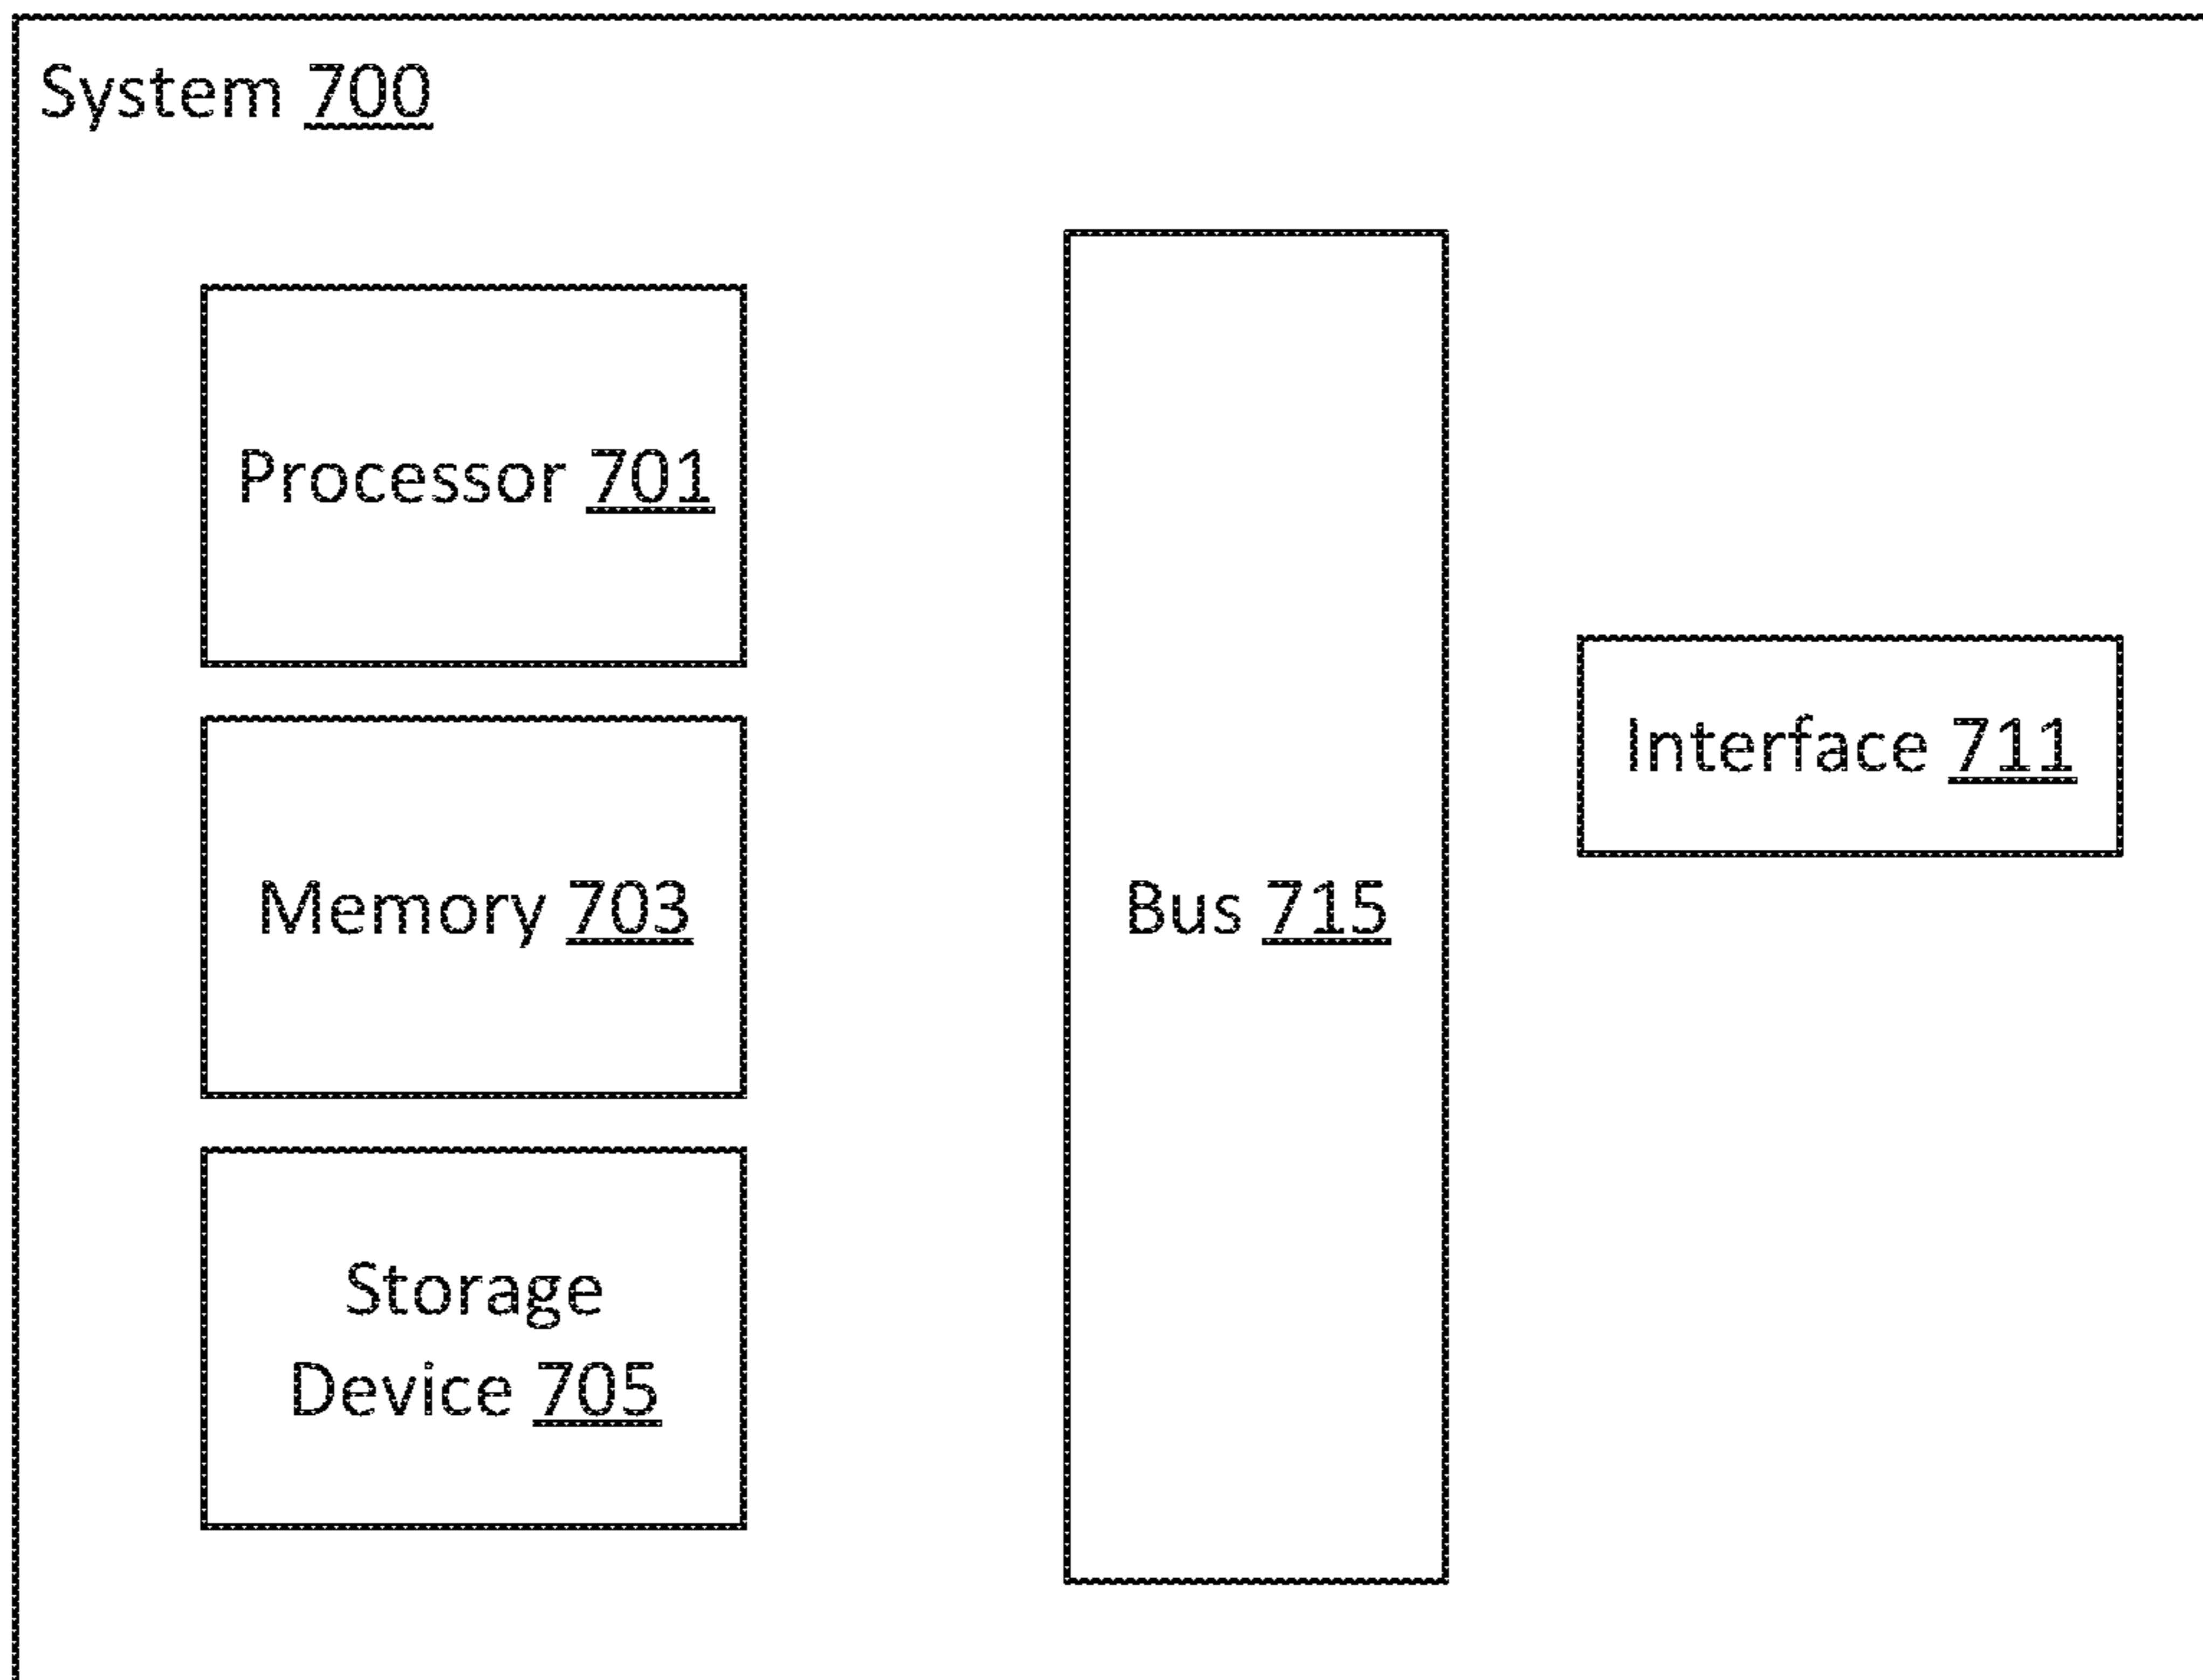 System 700
Processor 701
Memory 703
Storage
Device 705
Bus 715
Interface 711